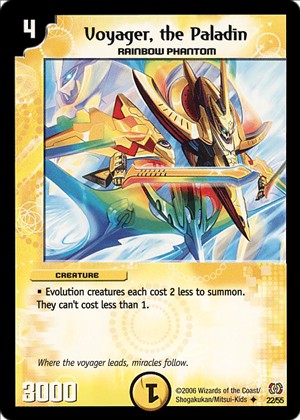 4
Voyager, the Paladin
RAINBOW PHANTOM
CREATURE
▪ Evolution creatures each cost 2 less to summon.
They can't cost less than 1.
Where the voyager leads, miracles follow.
3000
1
©2006 Wizards of the Coast/
Shogakukan/Mitsui-Kids
22/55